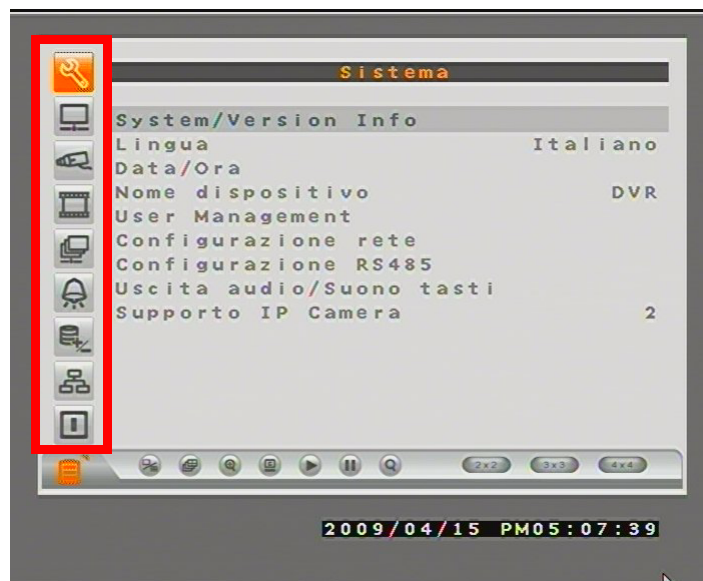 Sistema
System/Version Info
Lingua Italiano
Data/Ora
Nome dispositivo DVR
User Management
Configurazione rete
Configurazione RS485
Uscita audio/Suono tasti
Supporto IP Camera 2
2x2 3x3 4x4
2009/04/15 PM05:07:39